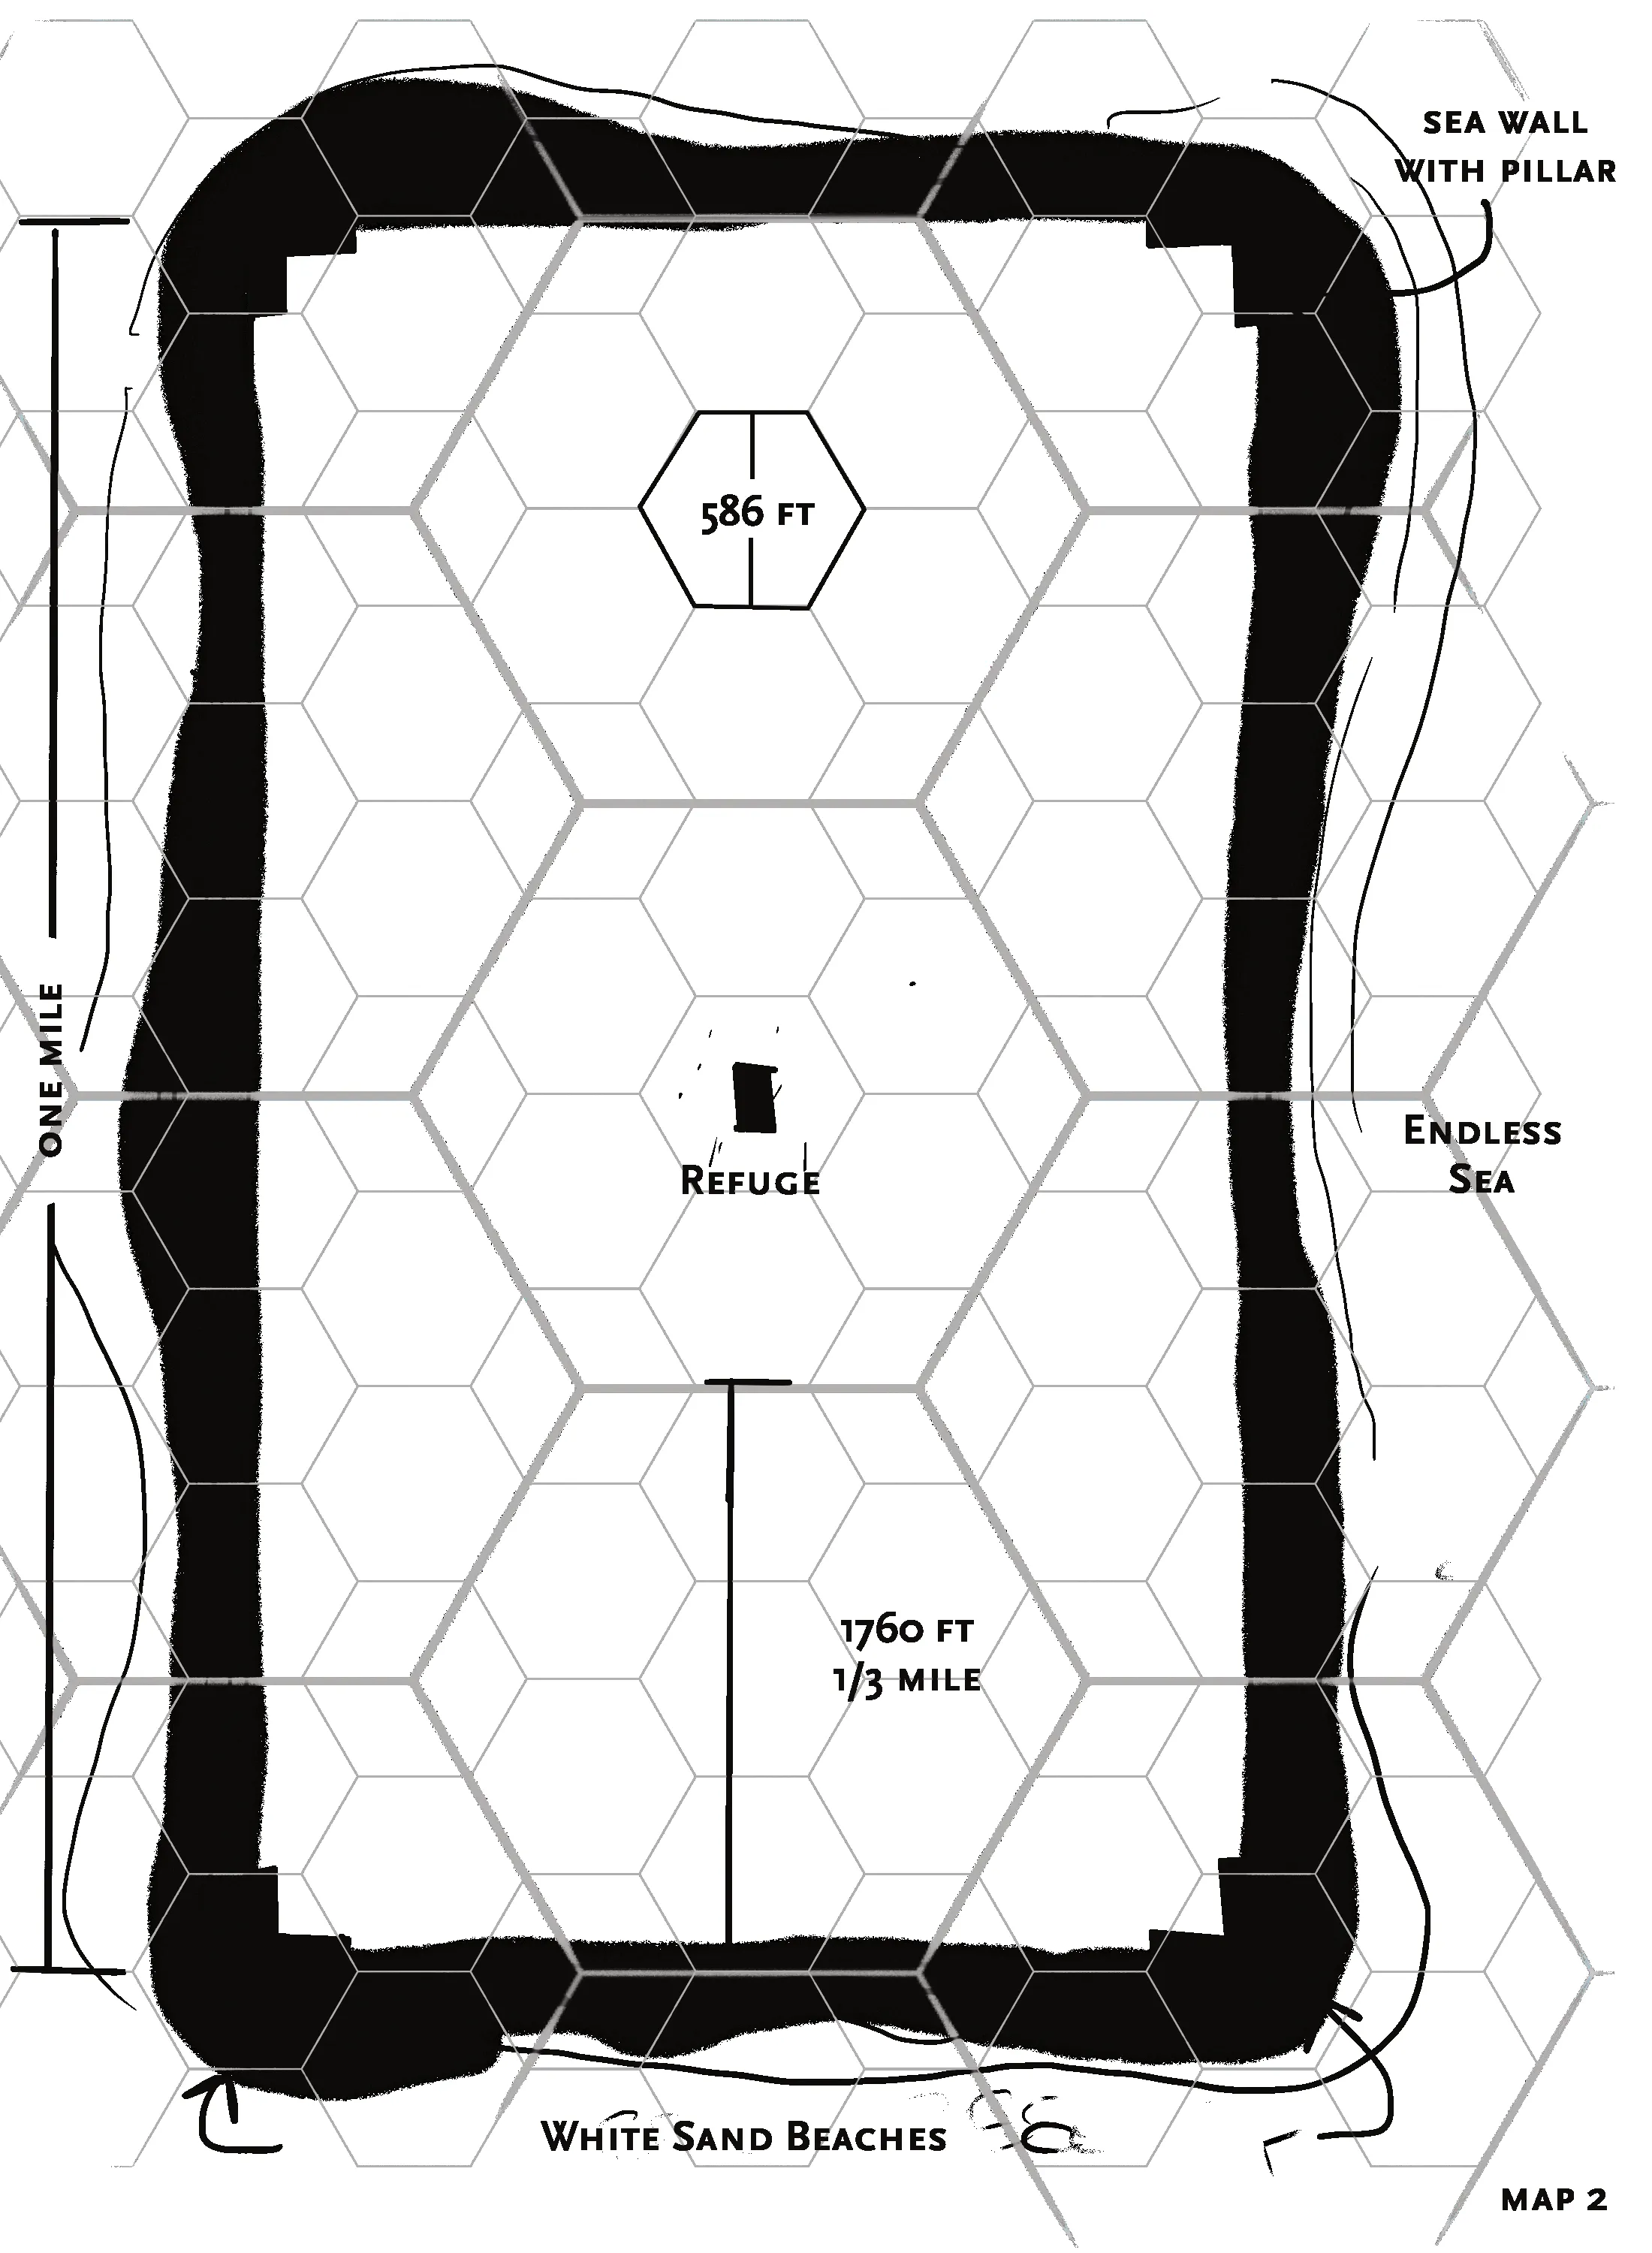 SEA WALL
WITH PILLAR
586 FT
ONE MILE
REFUGE
ENDLESS
SEA
1760 FT
1/3 MILE
WHITE SAND BEACHES
MAP 2